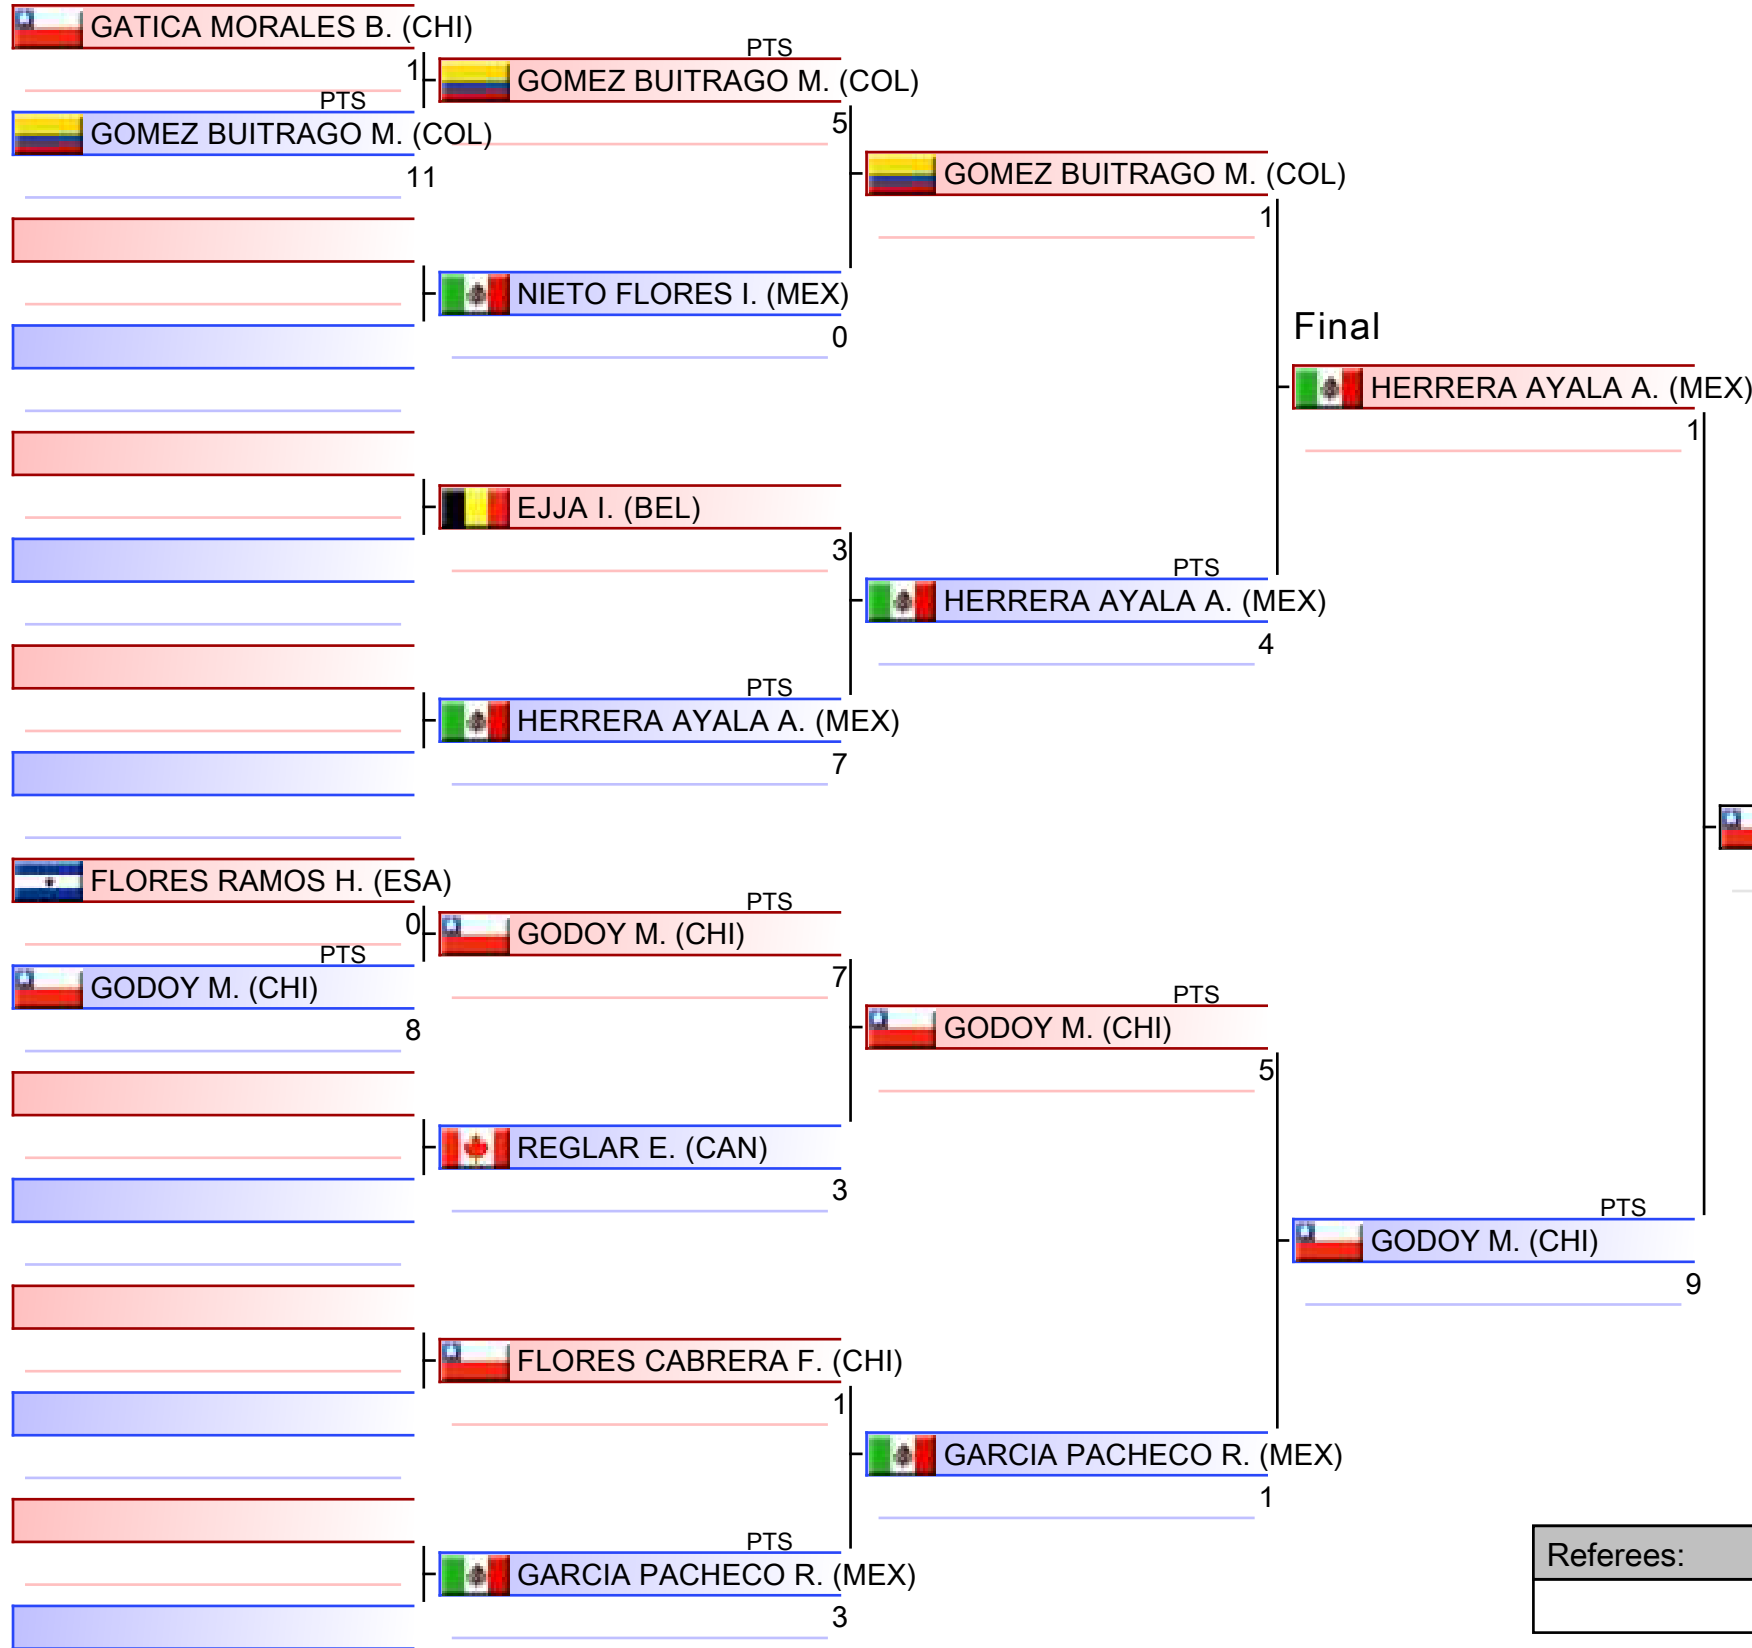 GATICA MORALES B. (CHI)
1
PTS
GOMEZ BUITRAGO M. (COL)
11
PTS
GOMEZ BUITRAGO M. (COL)
5
NIETO FLORES I. (MEX)
0
GOMEZ BUITRAGO M. (COL)
1
EJJA I. (BEL)
3
PTS
HERRERA AYALA A. (MEX)
7
PTS
HERRERA AYALA A. (MEX)
4
Final
HERRERA AYALA A. (MEX)
1
FLORES RAMOS H. (ESA)
0
PTS
GODOY M. (CHI)
8
PTS
GODOY M. (CHI)
7
REGLAR E. (CAN)
3
PTS
GODOY M. (CHI)
5
FLORES CABRERA F. (CHI)
1
PTS
GARCIA PACHECO R. (MEX)
3
GARCIA PACHECO R. (MEX)
1
PTS
GODOY M. (CHI)
9
Referees: